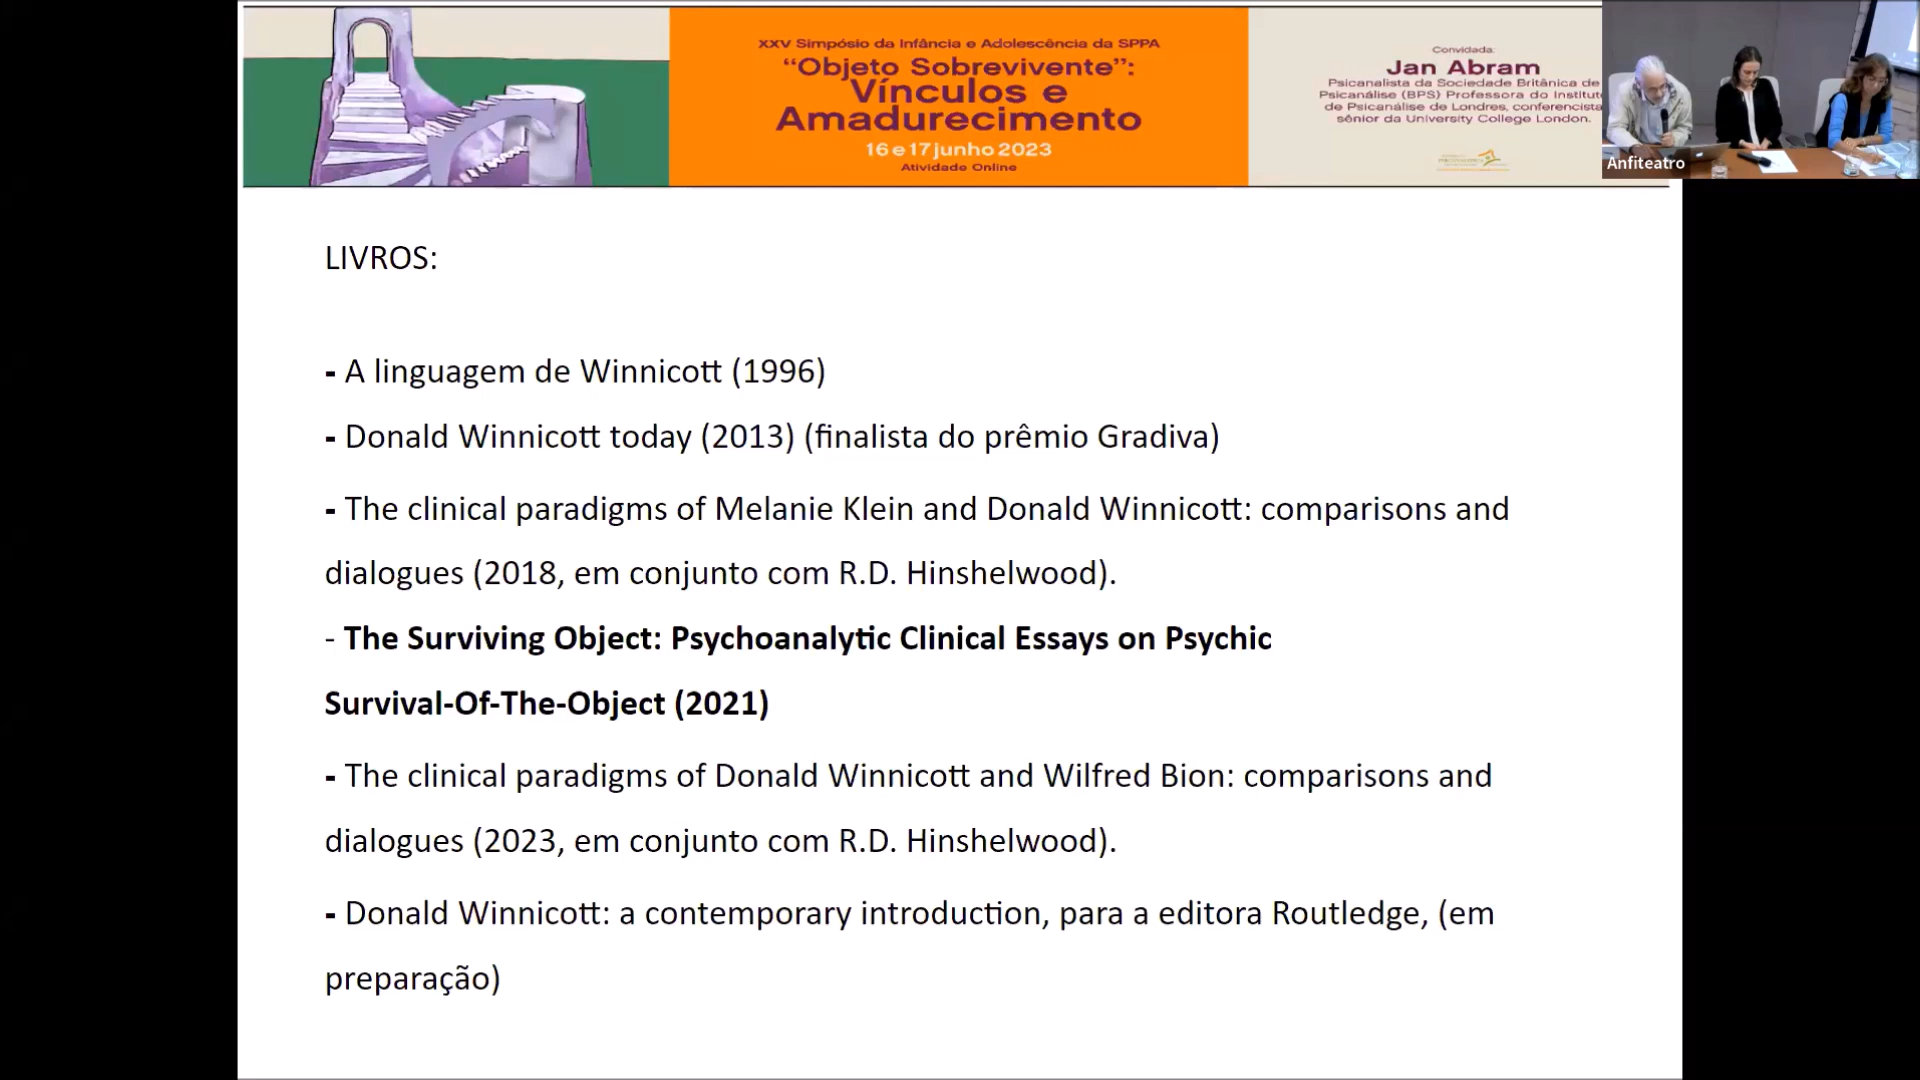 XXV Simpósio da Infância e Adolescência da SPPA
“Objeto Sobrevivente”:
Vínculos e
Amadurecimento
16 e 17 junho 2023
Atividade Online
Convidada:
Jan Abram
Psicanalista da Sociedade Britânica de
Psicanálise (BPS) Professora do Institut
de Psicanálise de Londres, conferencista
sênior da University College London.
Anfiteatro
LIVROS:
- A linguagem de Winnicott (1996)
- Donald Winnicott today (2013) (finalista do prêmio Gradiva)
- The clinical paradigms of Melanie Klein and Donald Winnicott: comparisons and
dialogues (2018, em conjunto com R.D. Hinshelwood).
- The Surviving Object: Psychoanalytic Clinical Essays on Psychic
Survival-Of-The-Object (2021)
- The clinical paradigms of Donald Winnicott and Wilfred Bion: comparisons and
dialogues (2023, em conjunto com R.D. Hinshelwood).
- Donald Winnicott: a contemporary introduction, para a editora Routledge, (em
preparação)